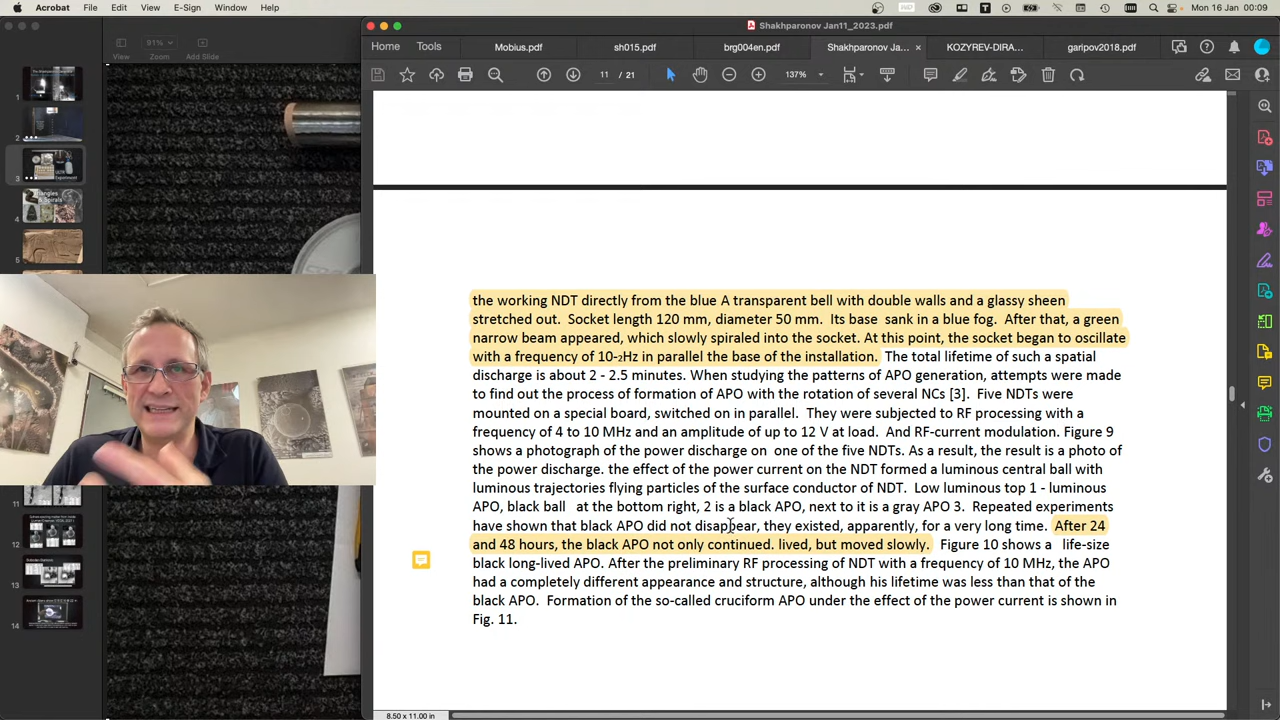 Acrobat File Edit View E-Sign Window Help
Mon 16 Jan 00:09
Shakhparonov Jan11_2023.pdf
91%
View Zoom Add Slide
Home Tools Mobius.pdf sh015.pdf brg004en.pdf Shakhparonov Ja... × KOZYREV-DIRA... garipov2018.pdf
11 / 21 137%
1
2
3
4
5
11
12
13
14
the working NDT directly from the blue A transparent bell with double walls and a glassy sheen
stretched out. Socket length 120 mm, diameter 50 mm. Its base sank in a blue fog. After that, a green
narrow beam appeared, which slowly spiraled into the socket. At this point, the socket began to oscillate
with a frequency of 10-2Hz in parallel the base of the installation. The total lifetime of such a spatial
discharge is about 2 - 2.5 minutes. When studying the patterns of APO generation, attempts were made
to find out the process of formation of APO with the rotation of several NCs [3]. Five NDTs were
mounted on a special board, switched on in parallel. They were subjected to RF processing with a
frequency of 4 to 10 MHz and an amplitude of up to 12 V at load. And RF-current modulation. Figure 9
shows a photograph of the power discharge on one of the five NDTs. As a result, the result is a photo of
the power discharge. the effect of the power current on the NDT formed a luminous central ball with
luminous trajectories flying particles of the surface conductor of NDT. Low luminous top 1 - luminous
APO, black ball at the bottom right, 2 is a black APO, next to it is a gray APO 3. Repeated experiments
have shown that black APO did not disappear, they existed, apparently, for a very long time. After 24
and 48 hours, the black APO not only continued. lived, but moved slowly. Figure 10 shows a life-size
black long-lived APO. After the preliminary RF processing of NDT with a frequency of 10 MHz, the APO
had a completely different appearance and structure, although his lifetime was less than that of the
black APO. Formation of the so-called cruciform APO under the effect of the power current is shown in
Fig. 11.
8.50 x 11.00 in